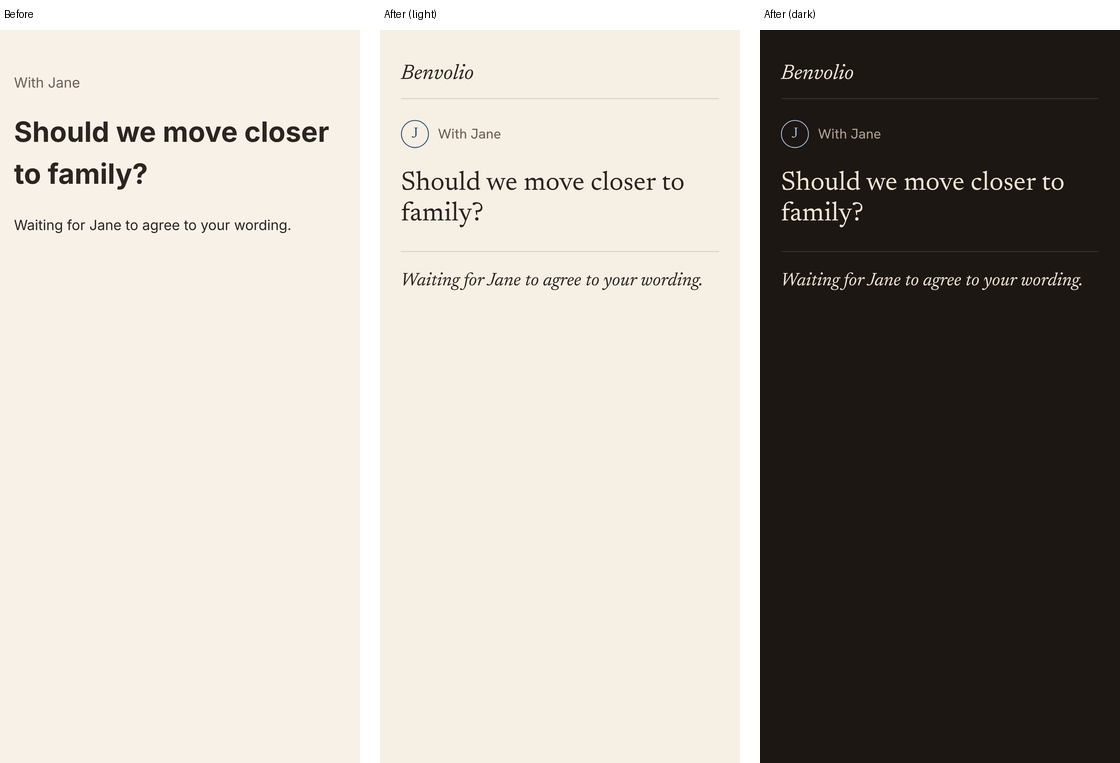 Before
With Jane
Should we move closer
to family?
Waiting for Jane to agree to your wording.
After (light)
Benvolio
J
With Jane
Should we move closer to
family?
Waiting for Jane to agree to your wording.
After (dark)
Benvolio
J
With Jane
Should we move closer to
family?
Waiting for Jane to agree to your wording.